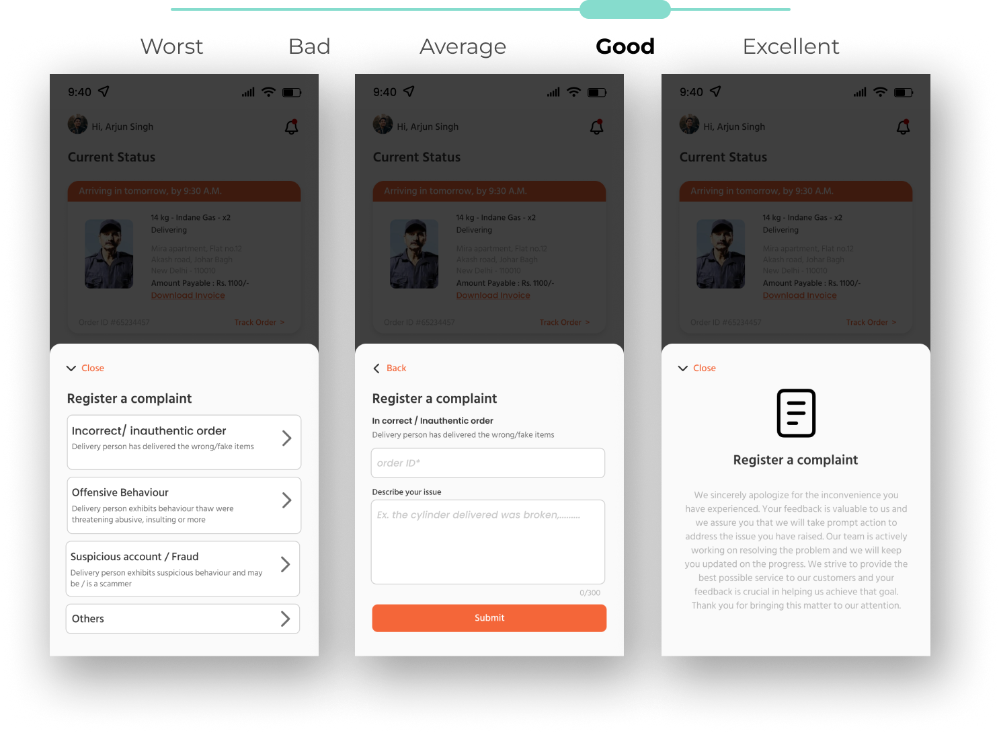 Worst Bad Average Good Excellent
9:40
Hi, Arjun Singh
Current Status
Arriving in tomorrow, by 9:30 A.M.
14 kg - Indane Gas - x2
Delivering
Mira apartment, Flat no.12
Akash road, Johar Bagh
New Delhi - 110010
Amount Payable : Rs. 1100/-
Download Invoice
Order ID #65234457
Track Order >
Close
Register a complaint
Incorrect/ inauthentic order
Delivery person has delivered the wrong/fake items
Offensive Behaviour
Delivery person exhibits behaviour thaw were
threatening abusive, insulting or more
Suspicious account / Fraud
Delivery person exhibits suspicious behaviour and may
be / is a scammer
Others
9:40
Hi, Arjun Singh
Current Status
Arriving in tomorrow, by 9:30 A.M.
14 kg - Indane Gas - x2
Delivering
Mira apartment, Flat no.12
Akash road, Johar Bagh
New Delhi - 110010
Amount Payable : Rs. 1100/-
Download Invoice
Order ID #65234457
Track Order >
Back
Register a complaint
In correct / Inauthentic order
Delivery person has delivered the wrong/fake items
order ID*
Describe your issue
Ex. the cylinder delivered was broken,.........
0/300
Submit
9:40
Hi, Arjun Singh
Current Status
Arriving in tomorrow, by 9:30 A.M.
14 kg - Indane Gas - x2
Delivering
Mira apartment, Flat no.12
Akash road, Johar Bagh
New Delhi - 110010
Amount Payable : Rs. 1100/-
Download Invoice
Order ID #65234457
Track Order >
Close
Register a complaint
We sincerely apologize for the inconvenience you
have experienced. Your feedback is valuable to us and
we assure you that we will take prompt action to
address the issue you have raised. Our team is actively
working on resolving the problem and we will keep
you updated on the progress. We strive to provide the
best possible service to our customers and your
feedback is crucial in helping us achieve that goal.
Thank you for bringing this matter to our attention.